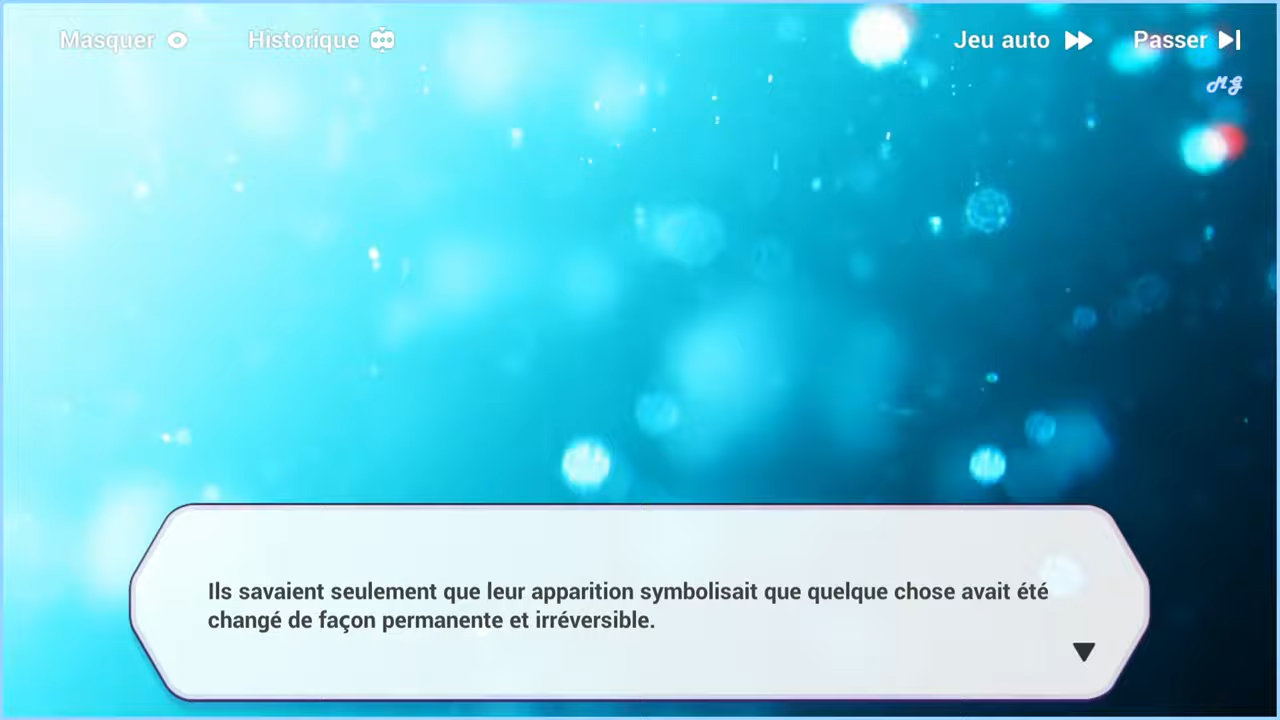 Masquer
Historique
Jeu auto
Passer
MG
Ils savaient seulement que leur apparition symbolisait que quelque chose avait été
changé de façon permanente et irréversible.